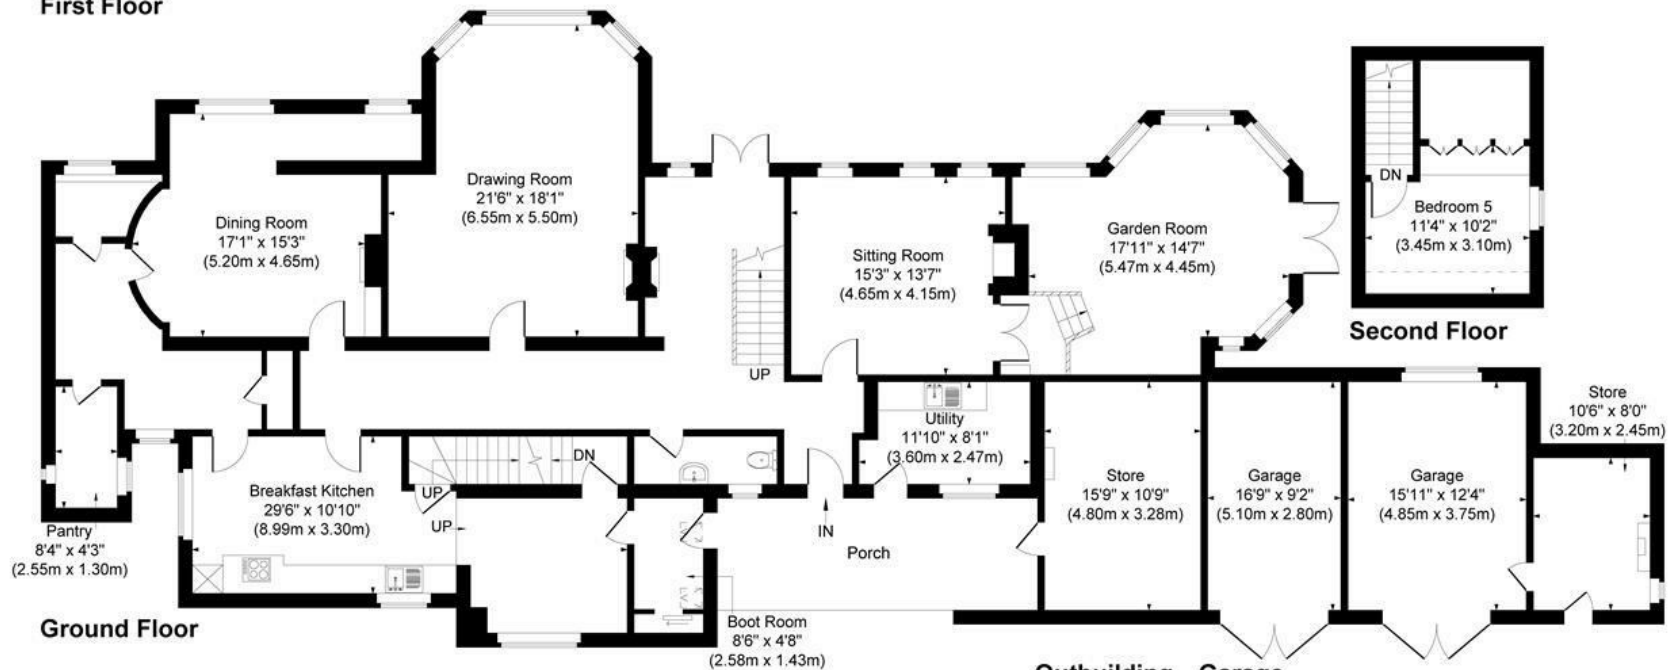 First Floor
Drawing Room
21'6" x 18'1"
(6.55m x 5.50m)
Dining Room
17'1" x 15'3"
(5.20m x 4.65m)
Sitting Room
15'3" x 13'7"
(4.65m x 4.15m)
Garden Room
17'11" x 14'7"
(5.47m x 4.45m)
DN
Bedroom 5
11'4" x 10'2"
(3.45m x 3.10m)
Second Floor
UP
Utility
11'10" x 8'1"
(3.60m x 2.47m)
Store
10'6" x 8'0"
(3.20m x 2.45m)
DN
UP
UP
Breakfast Kitchen
29'6" x 10'10"
(8.99m x 3.30m)
Store
15'9" x 10'9"
(4.80m x 3.28m)
Garage
16'9" x 9'2"
(5.10m x 2.80m)
Garage
15'11" x 12'4"
(4.85m x 3.75m)
IN
Porch
Pantry
8'4" x 4'3"
(2.55m x 1.30m)
Ground Floor
Boot Room
8'6" x 4'8"
(2.58m x 1.43m)